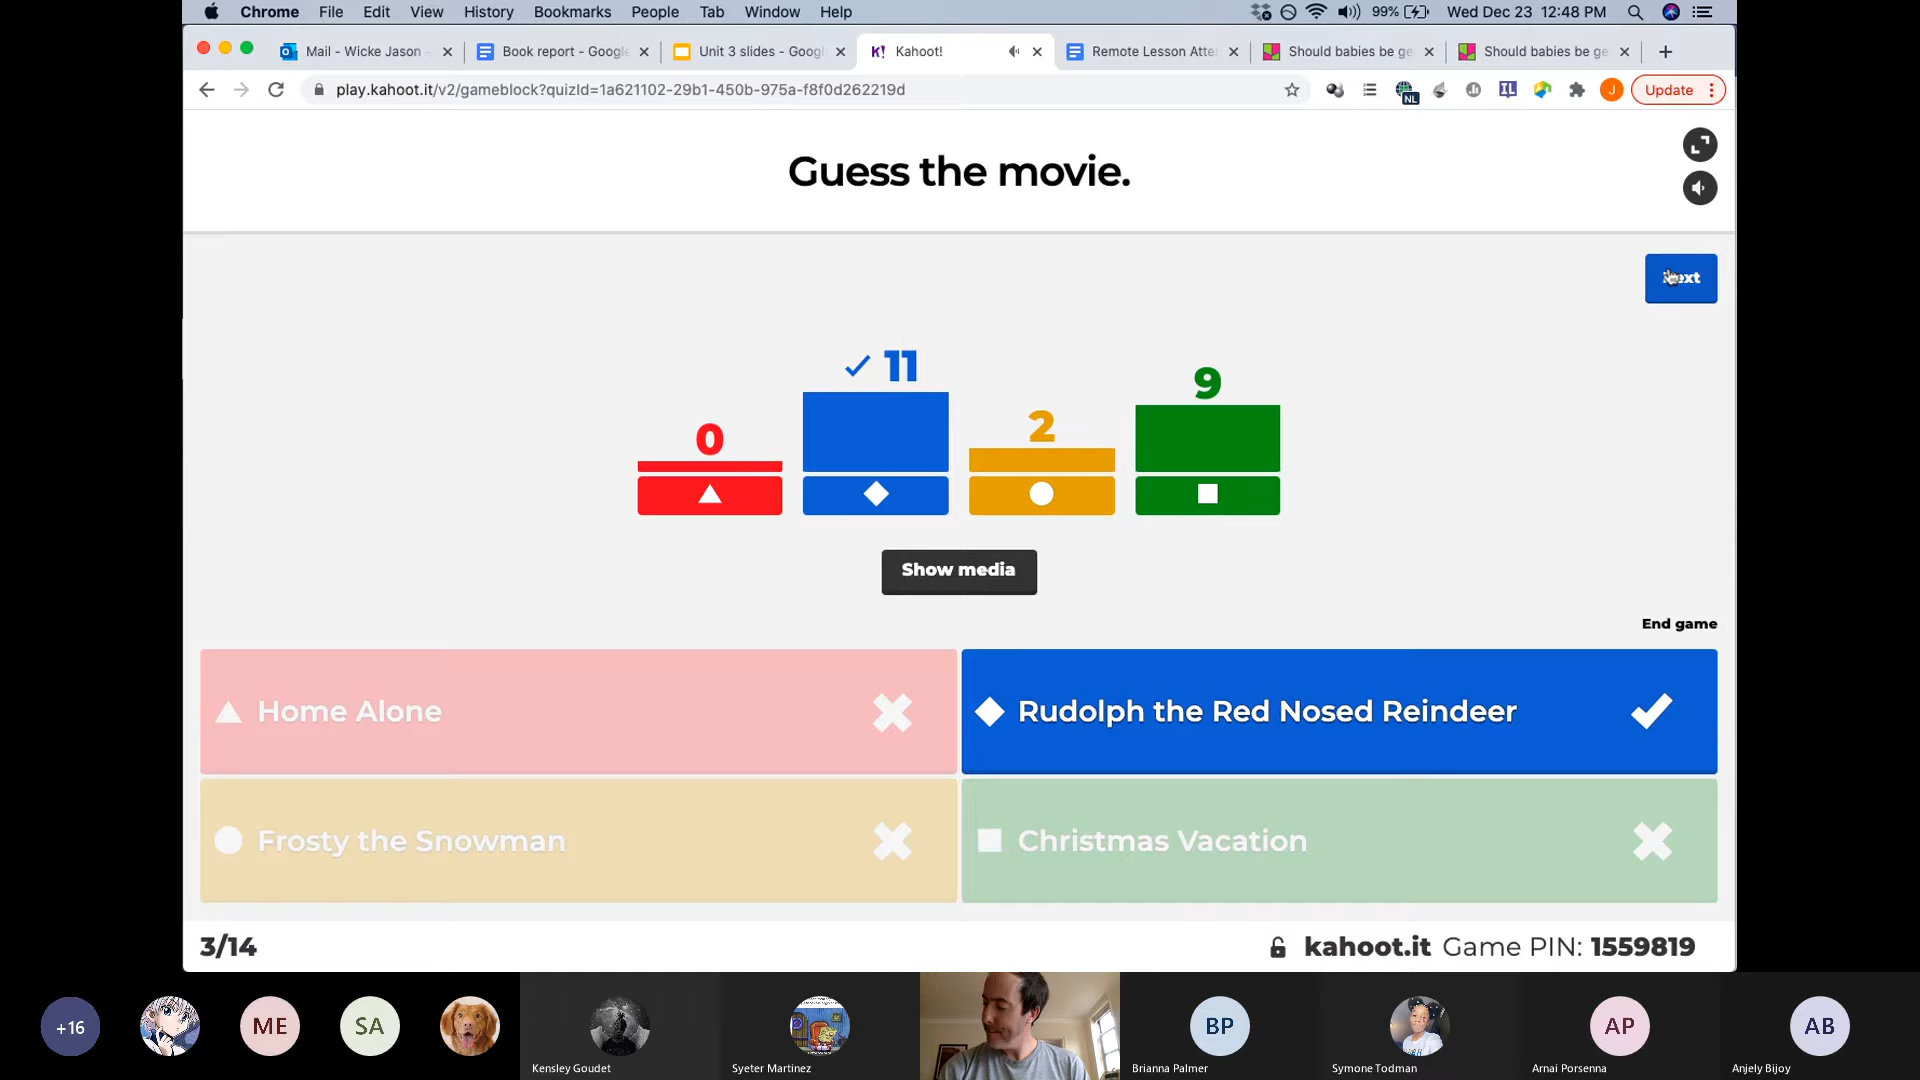 Chrome File Edit View History Bookmarks People Tab Window Help 99% Wed Dec 23 12:48 PM
Mail - Wicke Jason - Book report - Google Unit 3 slides - Googl K! Kahoot! Remote Lesson Atte Should babies be ge Should babies be ge
play.kahoot.it/v2/gameblock?quizId=1a621102-29b1-450b-975a-f8f0d262219d NL IL J Update
Guess the movie.
Next
0 11 2 9
Show media
End game
Home Alone
Rudolph the Red Nosed Reindeer
Frosty the Snowman
Christmas Vacation
3/14
kahoot.it Game PIN: 1559819
+16 ME SA BP AP AB
Kensley Goudet Syeter Martinez Brianna Palmer Symone Todman Arnai Porsenna Anjely Bijoy